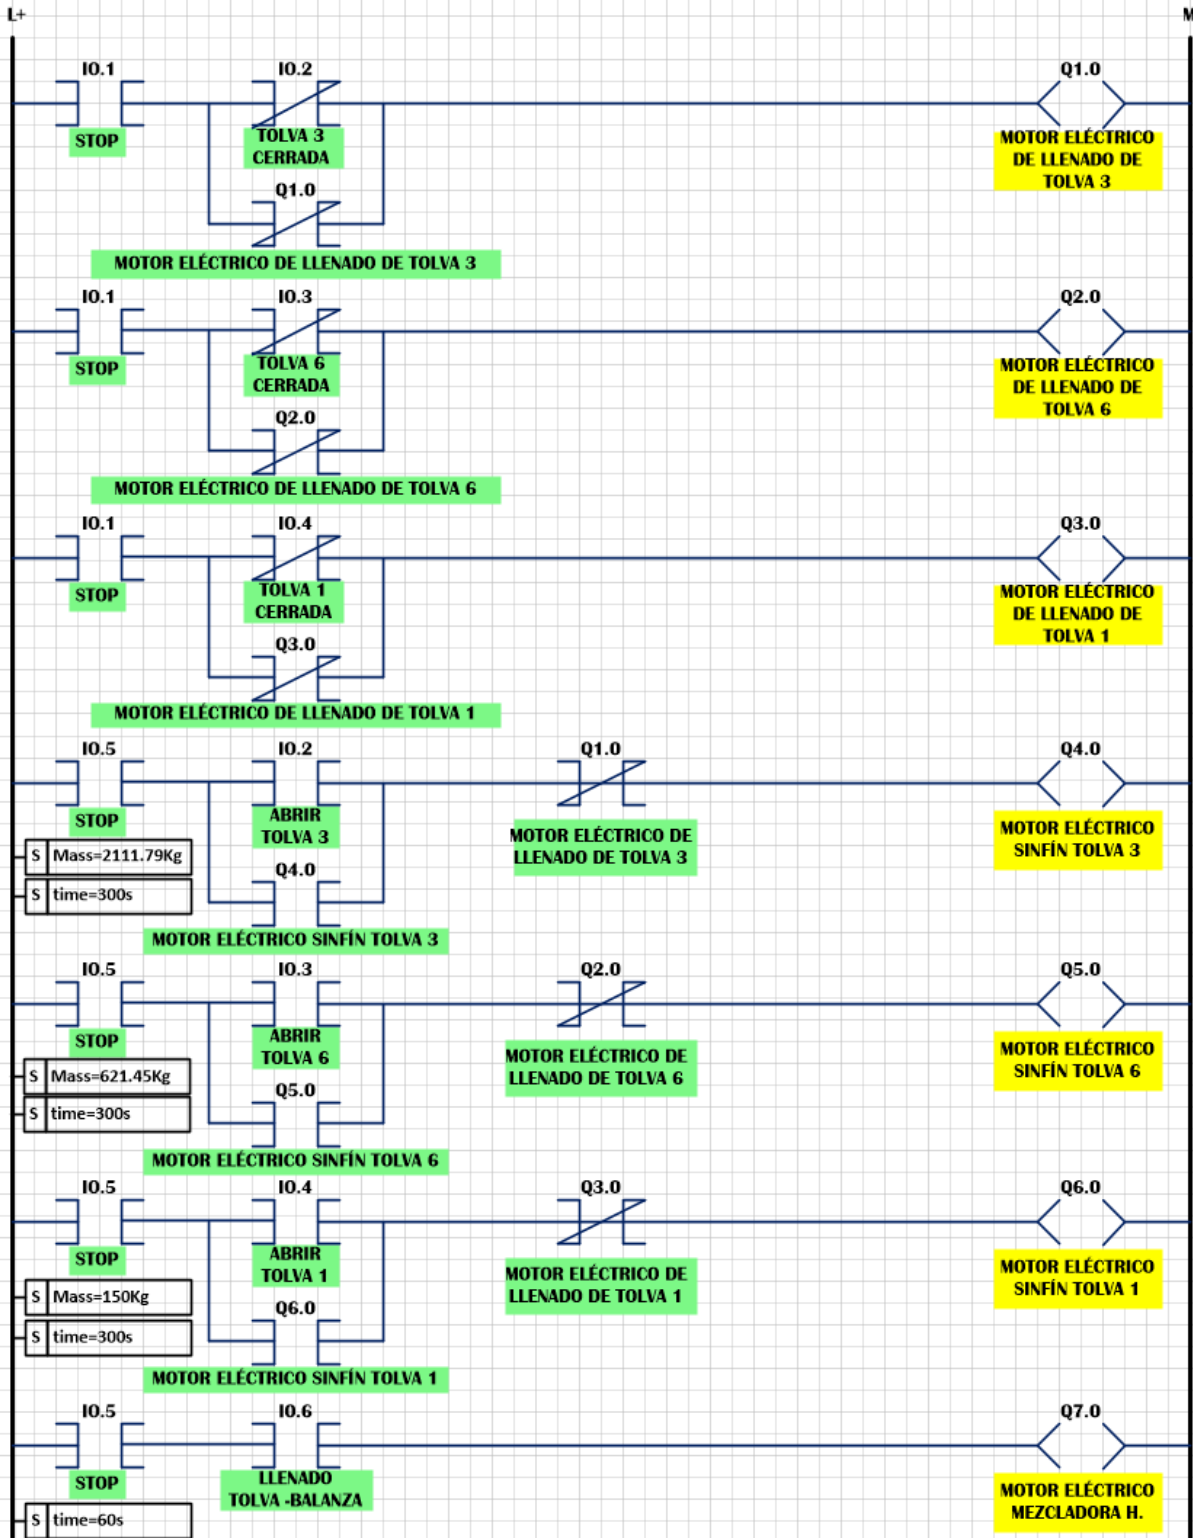 L+ M
I0.1 I0.2 Q1.0
STOP
TOLVA 3
CERRADA
MOTOR ELÉCTRICO
DE LLENADO DE
TOLVA 3
Q1.0
MOTOR ELÉCTRICO DE LLENADO DE TOLVA 3
I0.1 I0.3 Q2.0
STOP
TOLVA 6
CERRADA
MOTOR ELÉCTRICO
DE LLENADO DE
TOLVA 6
Q2.0
MOTOR ELÉCTRICO DE LLENADO DE TOLVA 6
I0.1 I0.4 Q3.0
STOP
TOLVA 1
CERRADA
MOTOR ELÉCTRICO
DE LLENADO DE
TOLVA 1
Q3.0
MOTOR ELÉCTRICO DE LLENADO DE TOLVA 1
I0.5 I0.2 Q1.0 Q4.0
STOP
S Mass=2111.79Kg
S time=300s
ABRIR
TOLVA 3
MOTOR ELÉCTRICO DE
LLENADO DE TOLVA 3
MOTOR ELÉCTRICO
SINFÍN TOLVA 3
Q4.0
MOTOR ELÉCTRICO SINFÍN TOLVA 3
I0.5 I0.3 Q2.0 Q5.0
STOP
S Mass=621.45Kg
S time=300s
ABRIR
TOLVA 6
MOTOR ELÉCTRICO DE
LLENADO DE TOLVA 6
MOTOR ELÉCTRICO
SINFÍN TOLVA 6
Q5.0
MOTOR ELÉCTRICO SINFÍN TOLVA 6
I0.5 I0.4 Q3.0 Q6.0
STOP
S Mass=150Kg
S time=300s
ABRIR
TOLVA 1
MOTOR ELÉCTRICO DE
LLENADO DE TOLVA 1
MOTOR ELÉCTRICO
SINFÍN TOLVA 1
Q6.0
MOTOR ELÉCTRICO SINFÍN TOLVA 1
I0.5 I0.6 Q7.0
STOP
S time=60s
LLENADO
TOLVA -BALANZA
MOTOR ELÉCTRICO
MEZCLADORA H.